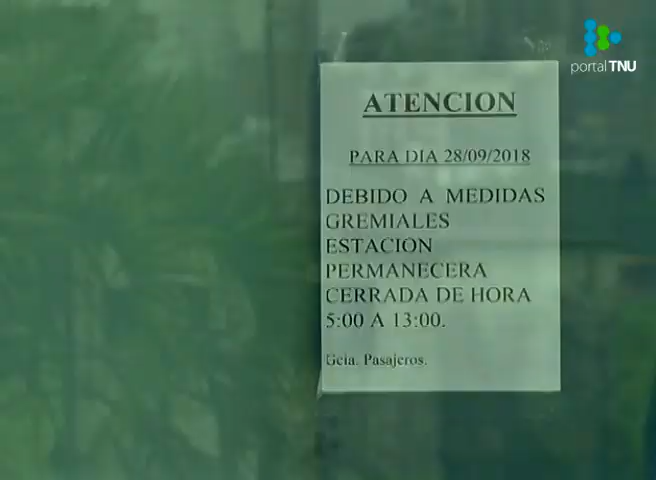 portal TNU
ATENCION
PARA DIA 28/09/2018
DEBIDO A MEDIDAS
GREMIALES
ESTACION
PERMANECERA
CERRADA DE HORA
5:00 A 13:00.
Gcia. Pasajeros.